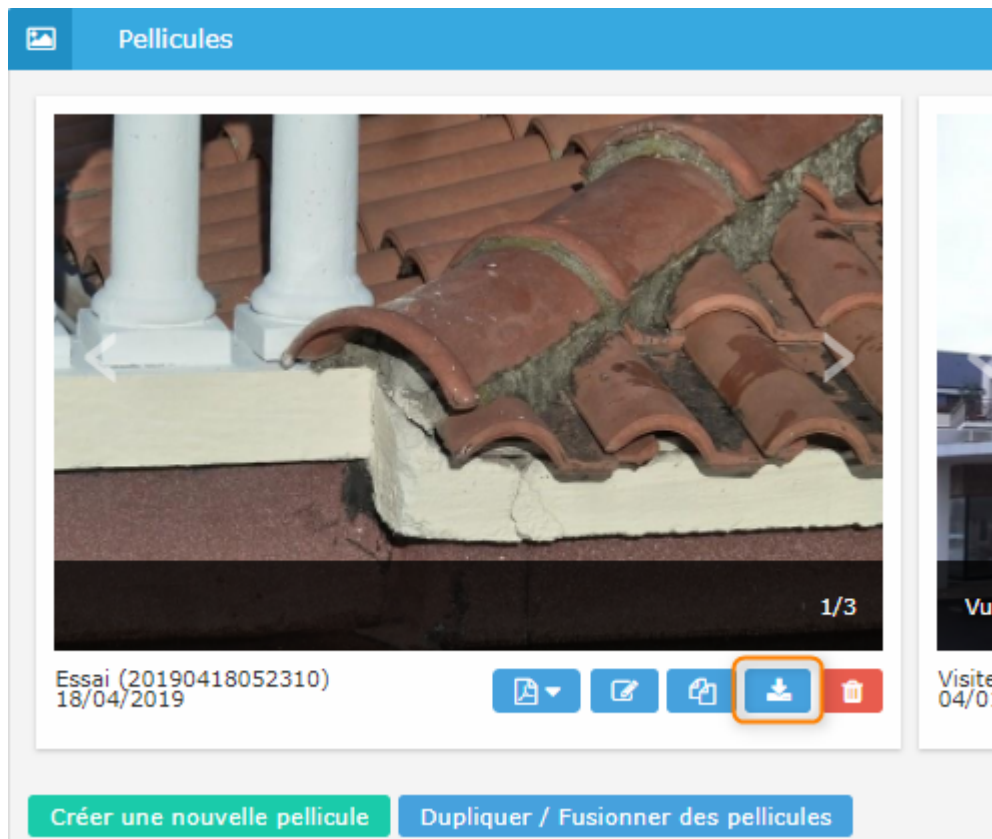 Pellicules
1/3
Vu
Essai (20190418052310)
18/04/2019
Visite
04/01
Créer une nouvelle pellicule
Dupliquer / Fusionner des pellicules